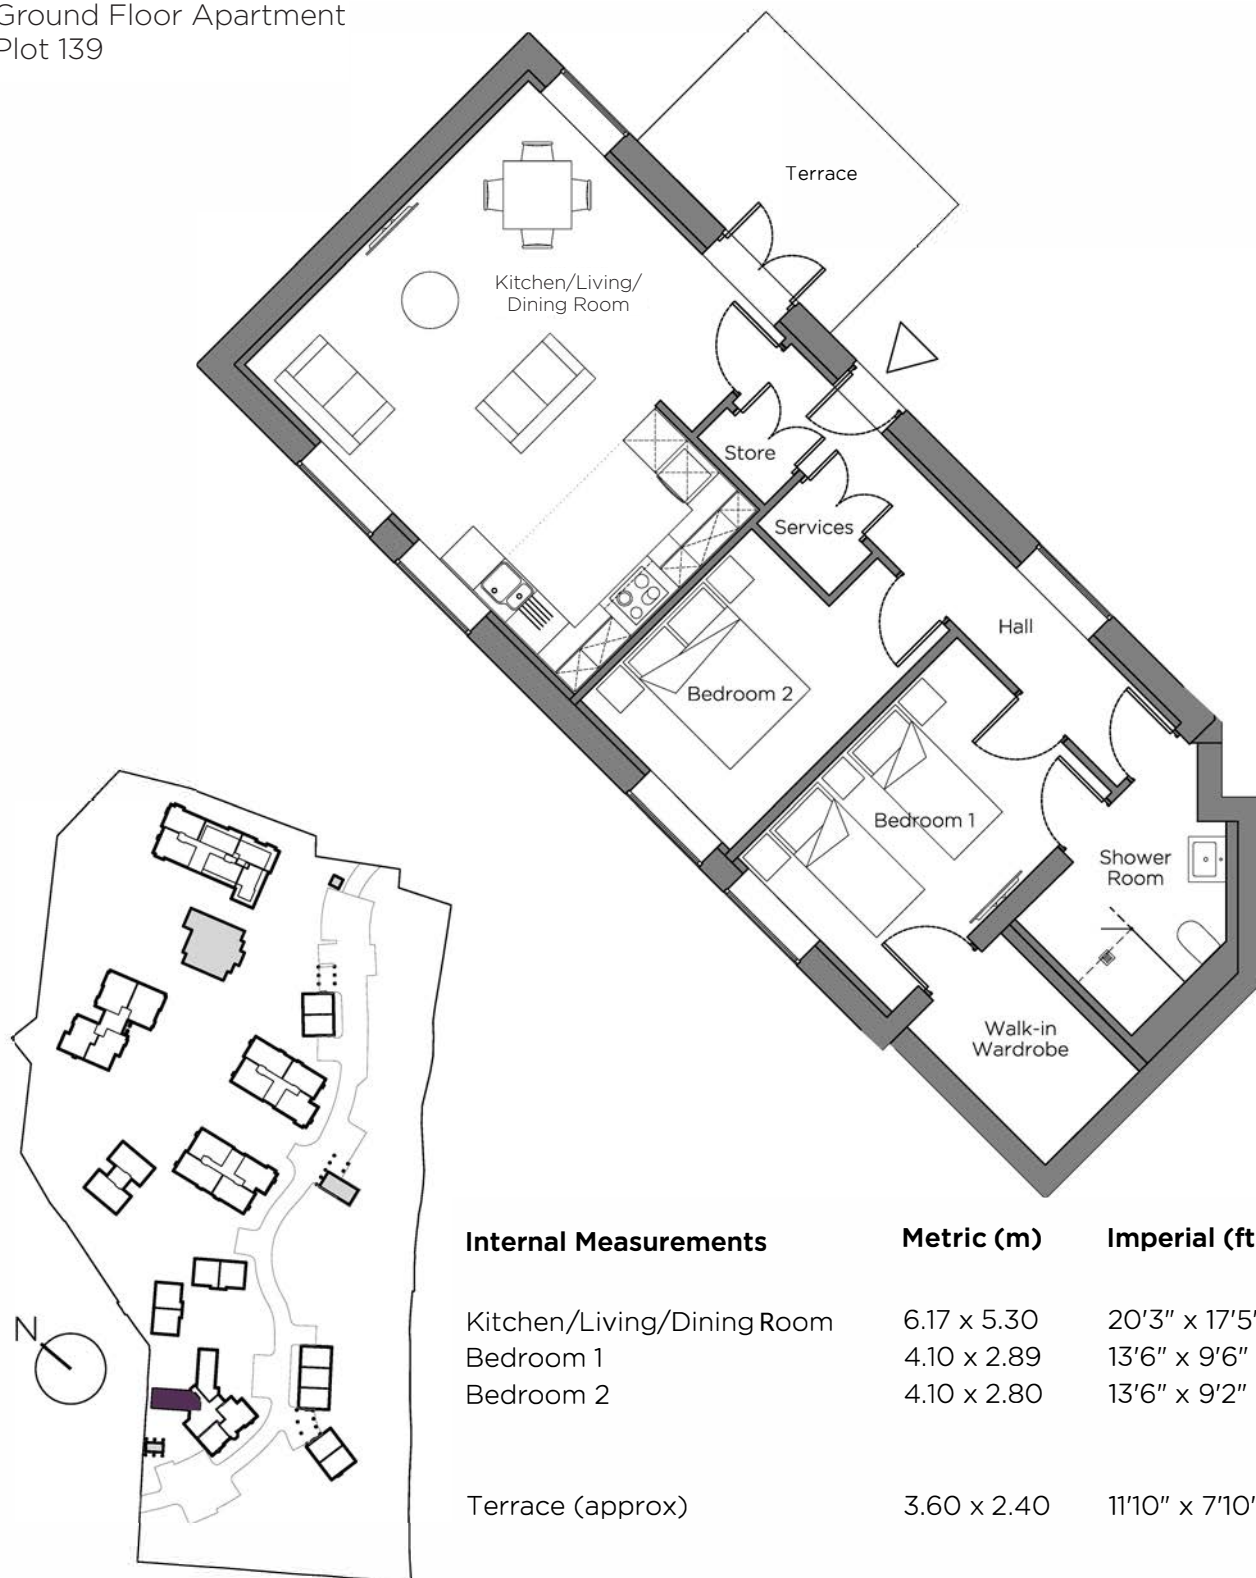 Ground Floor Apartment
Plot 139
Terrace
Kitchen/Living/
Dining Room
Store
Services
Hall
Bedroom 2
Bedroom 1
Shower
Room
Walk-in
Wardrobe
N
Internal Measurements Metric (m) Imperial (ft
Kitchen/Living/Dining Room 6.17 x 5.30 20'3" x 17'5"
Bedroom 1 4.10 x 2.89 13'6" x 9'6"
Bedroom 2 4.10 x 2.80 13'6" x 9'2"
Terrace (approx) 3.60 x 2.40 11'10" x 7'10"